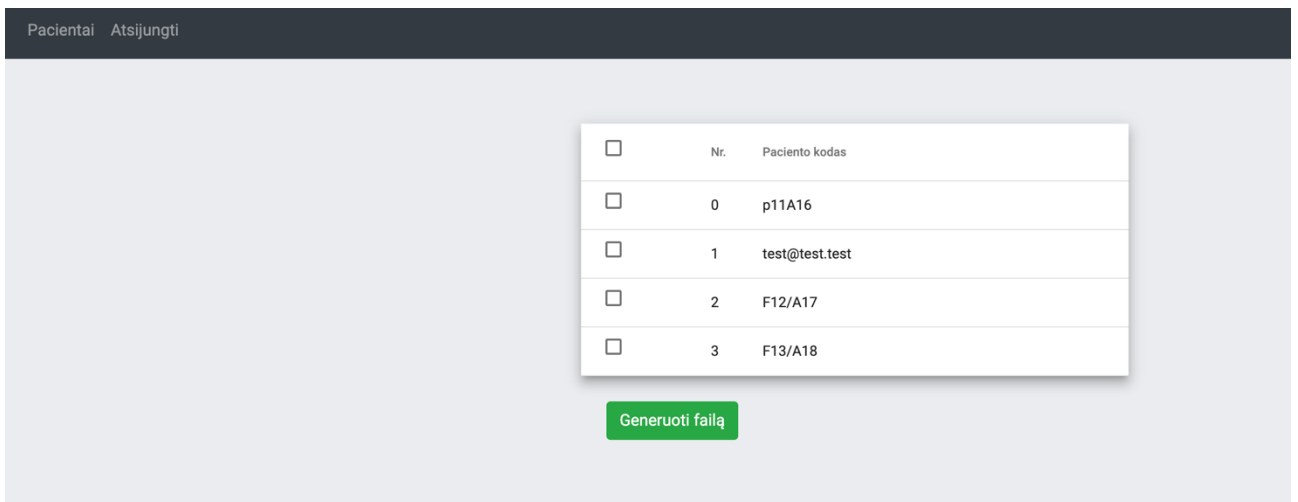 Pacientai Atsijungti
Nr. Paciento kodas
0 p11A16
1 test@test.test
2 F12/A17
3 F13/A18
Generuoti failą